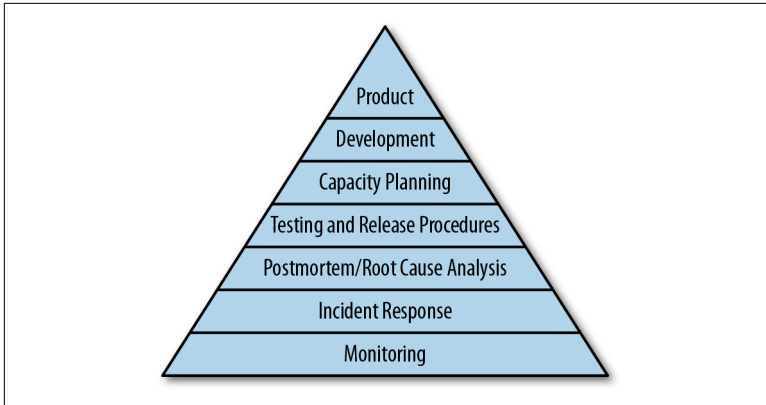 Product
Development
Capacity Planning
Testing and Release Procedures
Postmortem/Root Cause Analysis
Incident Response
Monitoring